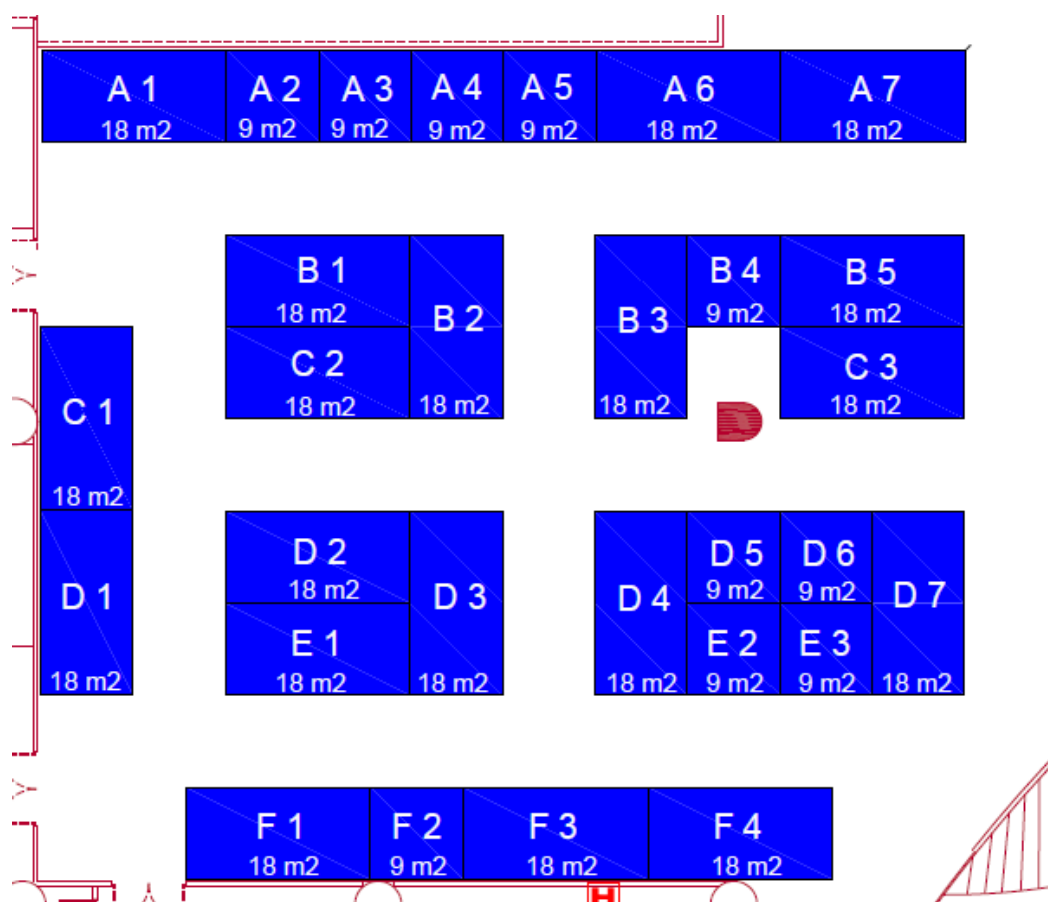 A 1
18 m2
A 2
9 m2
A 3
9 m2
A 4
9 m2
A 5
9 m2
A 6
18 m2
A 7
18 m2
B 1
18 m2
B 2
18 m2
B 3
18 m2
B 4
9 m2
B 5
18 m2
C 1
18 m2
C 2
18 m2
C 3
18 m2
D 1
18 m2
D 2
18 m2
D 3
18 m2
D 4
18 m2
D 5
9 m2
D 6
9 m2
D 7
18 m2
E 1
18 m2
E 2
9 m2
E 3
9 m2
F 1
18 m2
F 2
9 m2
F 3
18 m2
F 4
18 m2
H